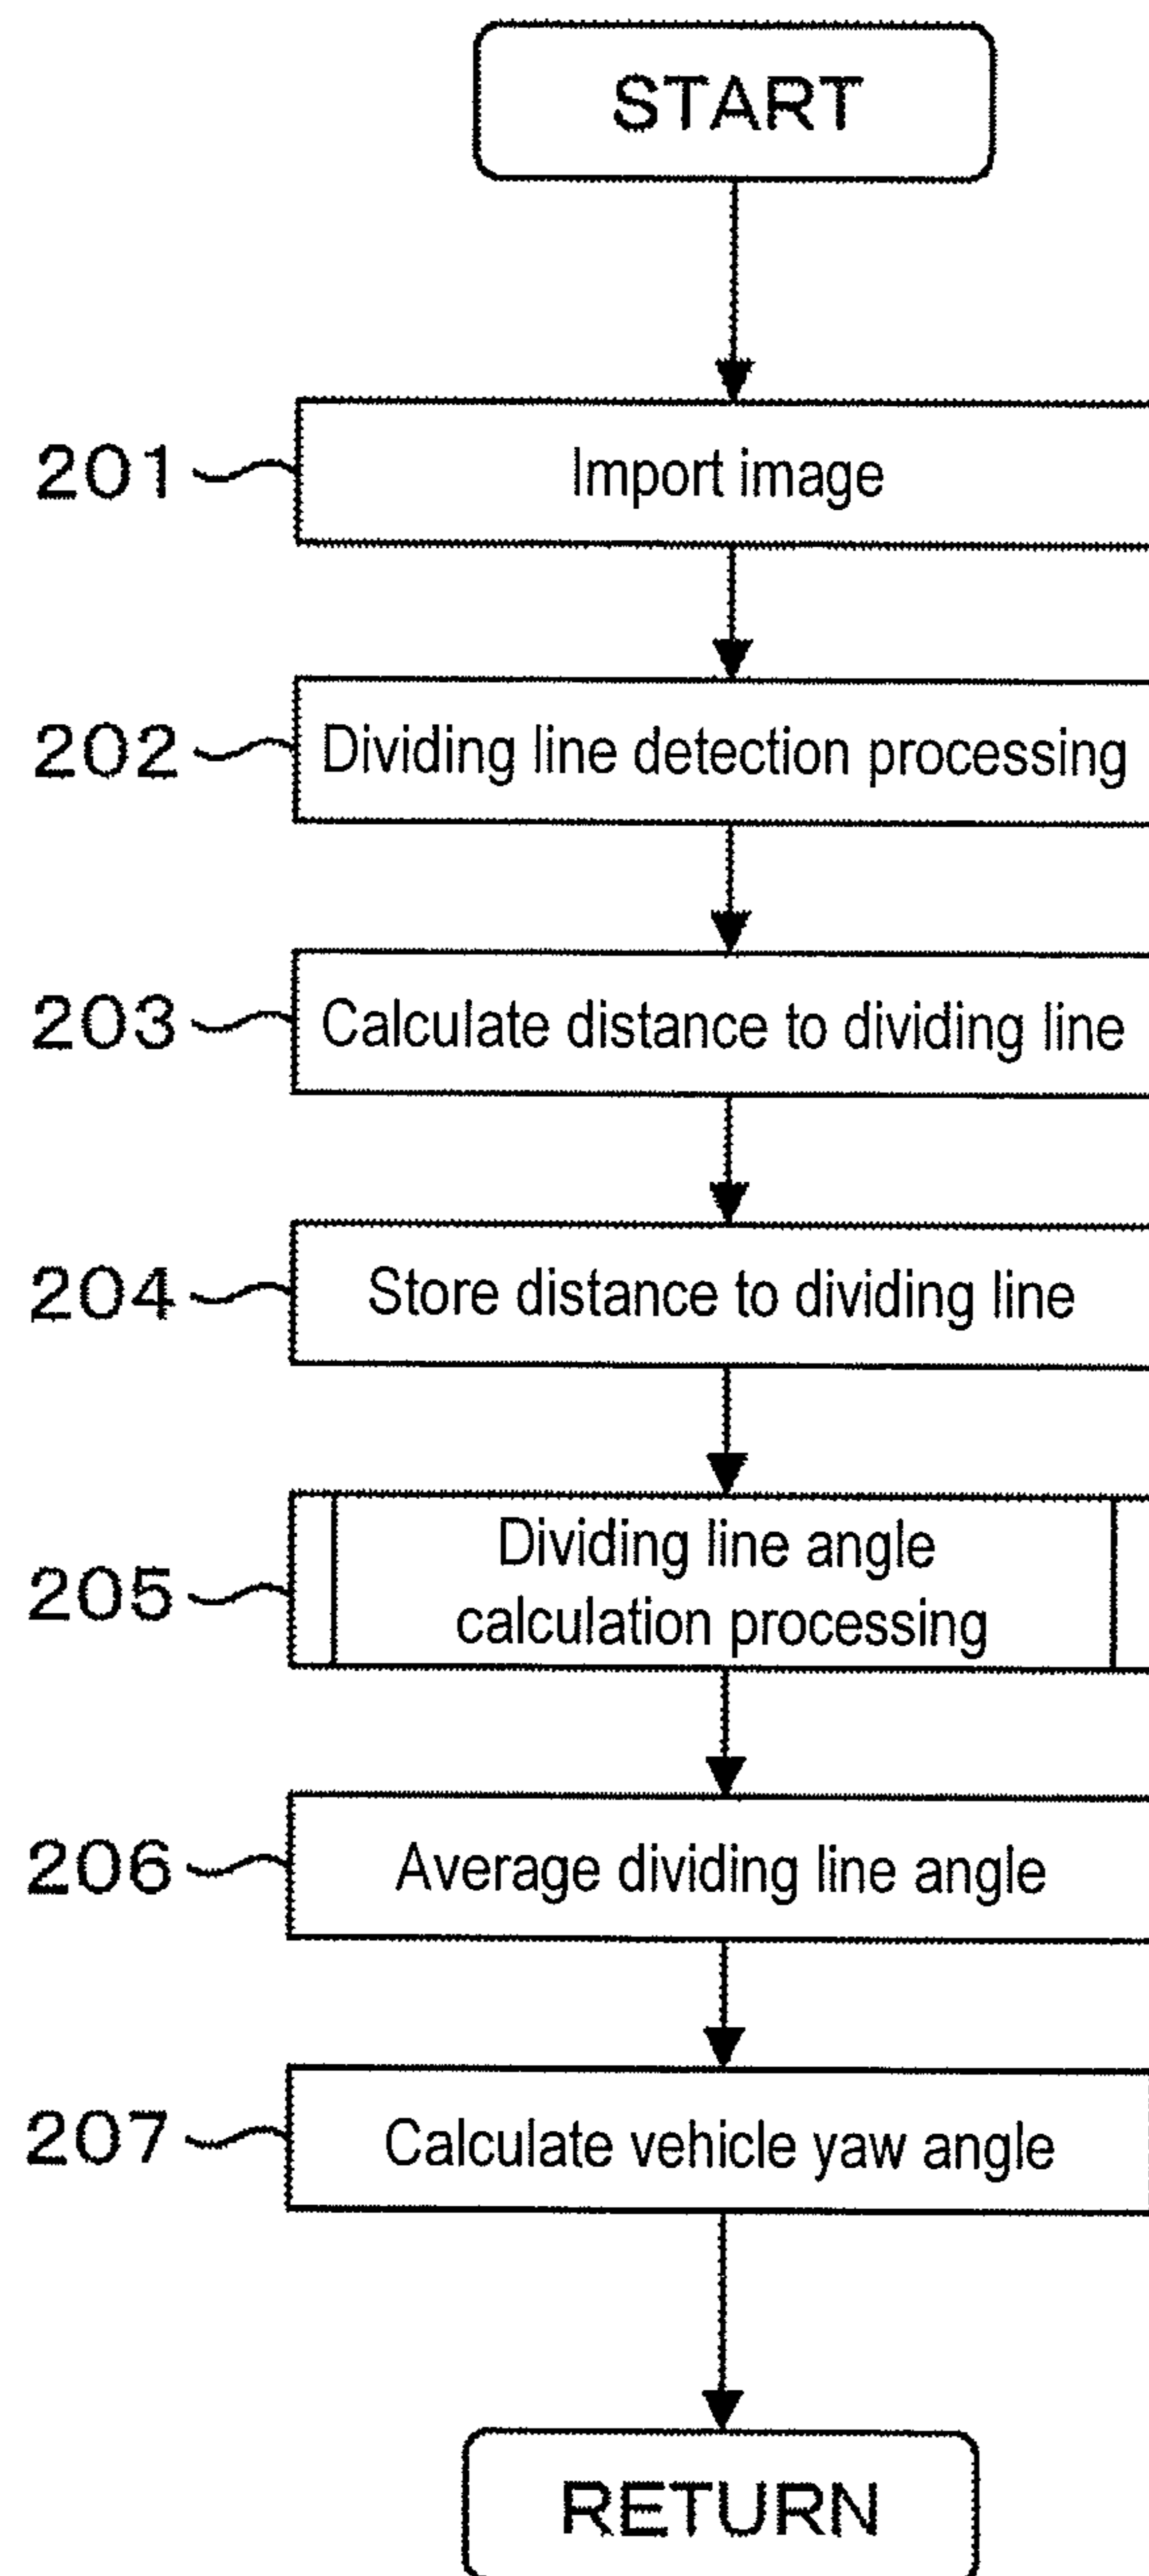 START
201
Import image
202
Dividing line detection processing
203
Calculate distance to dividing line
204
Store distance to dividing line
205
Dividing line angle
calculation processing
206
Average dividing line angle
207
Calculate vehicle yaw angle
RETURN